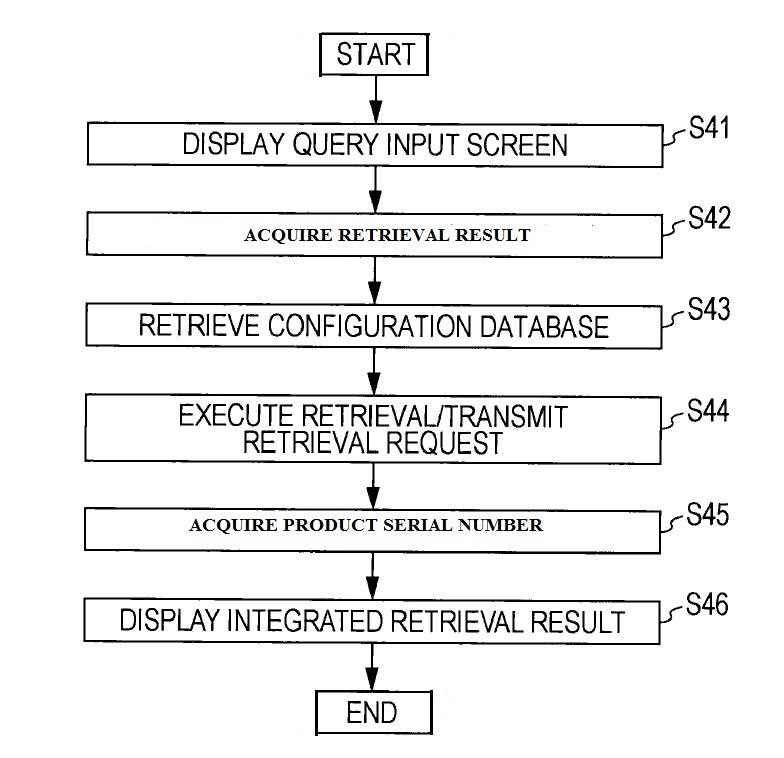 START
DISPLAY QUERY INPUT SCREEN
S41
ACQUIRE RETRIEVAL RESULT
S42
RETRIEVE CONFIGURATION DATABASE
S43
EXECUTE RETRIEVAL/TRANSMIT
RETRIEVAL REQUEST
S44
ACQUIRE PRODUCT SERIAL NUMBER
S45
DISPLAY INTEGRATED RETRIEVAL RESULT
S46
END